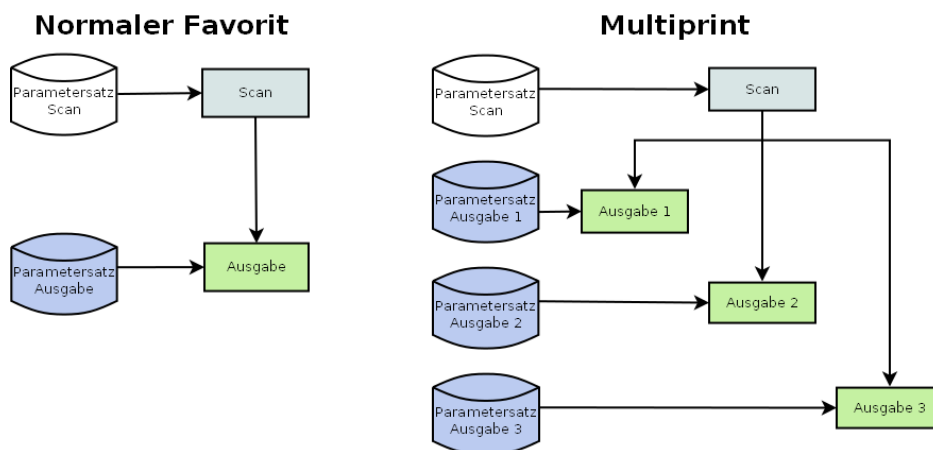 Normaler Favorit
Parametersatz
Scan
Scan
Parametersatz
Ausgabe
Ausgabe
Multiprint
Parametersatz
Scan
Scan
Parametersatz
Ausgabe 1
Ausgabe 1
Parametersatz
Ausgabe 2
Ausgabe 2
Parametersatz
Ausgabe 3
Ausgabe 3